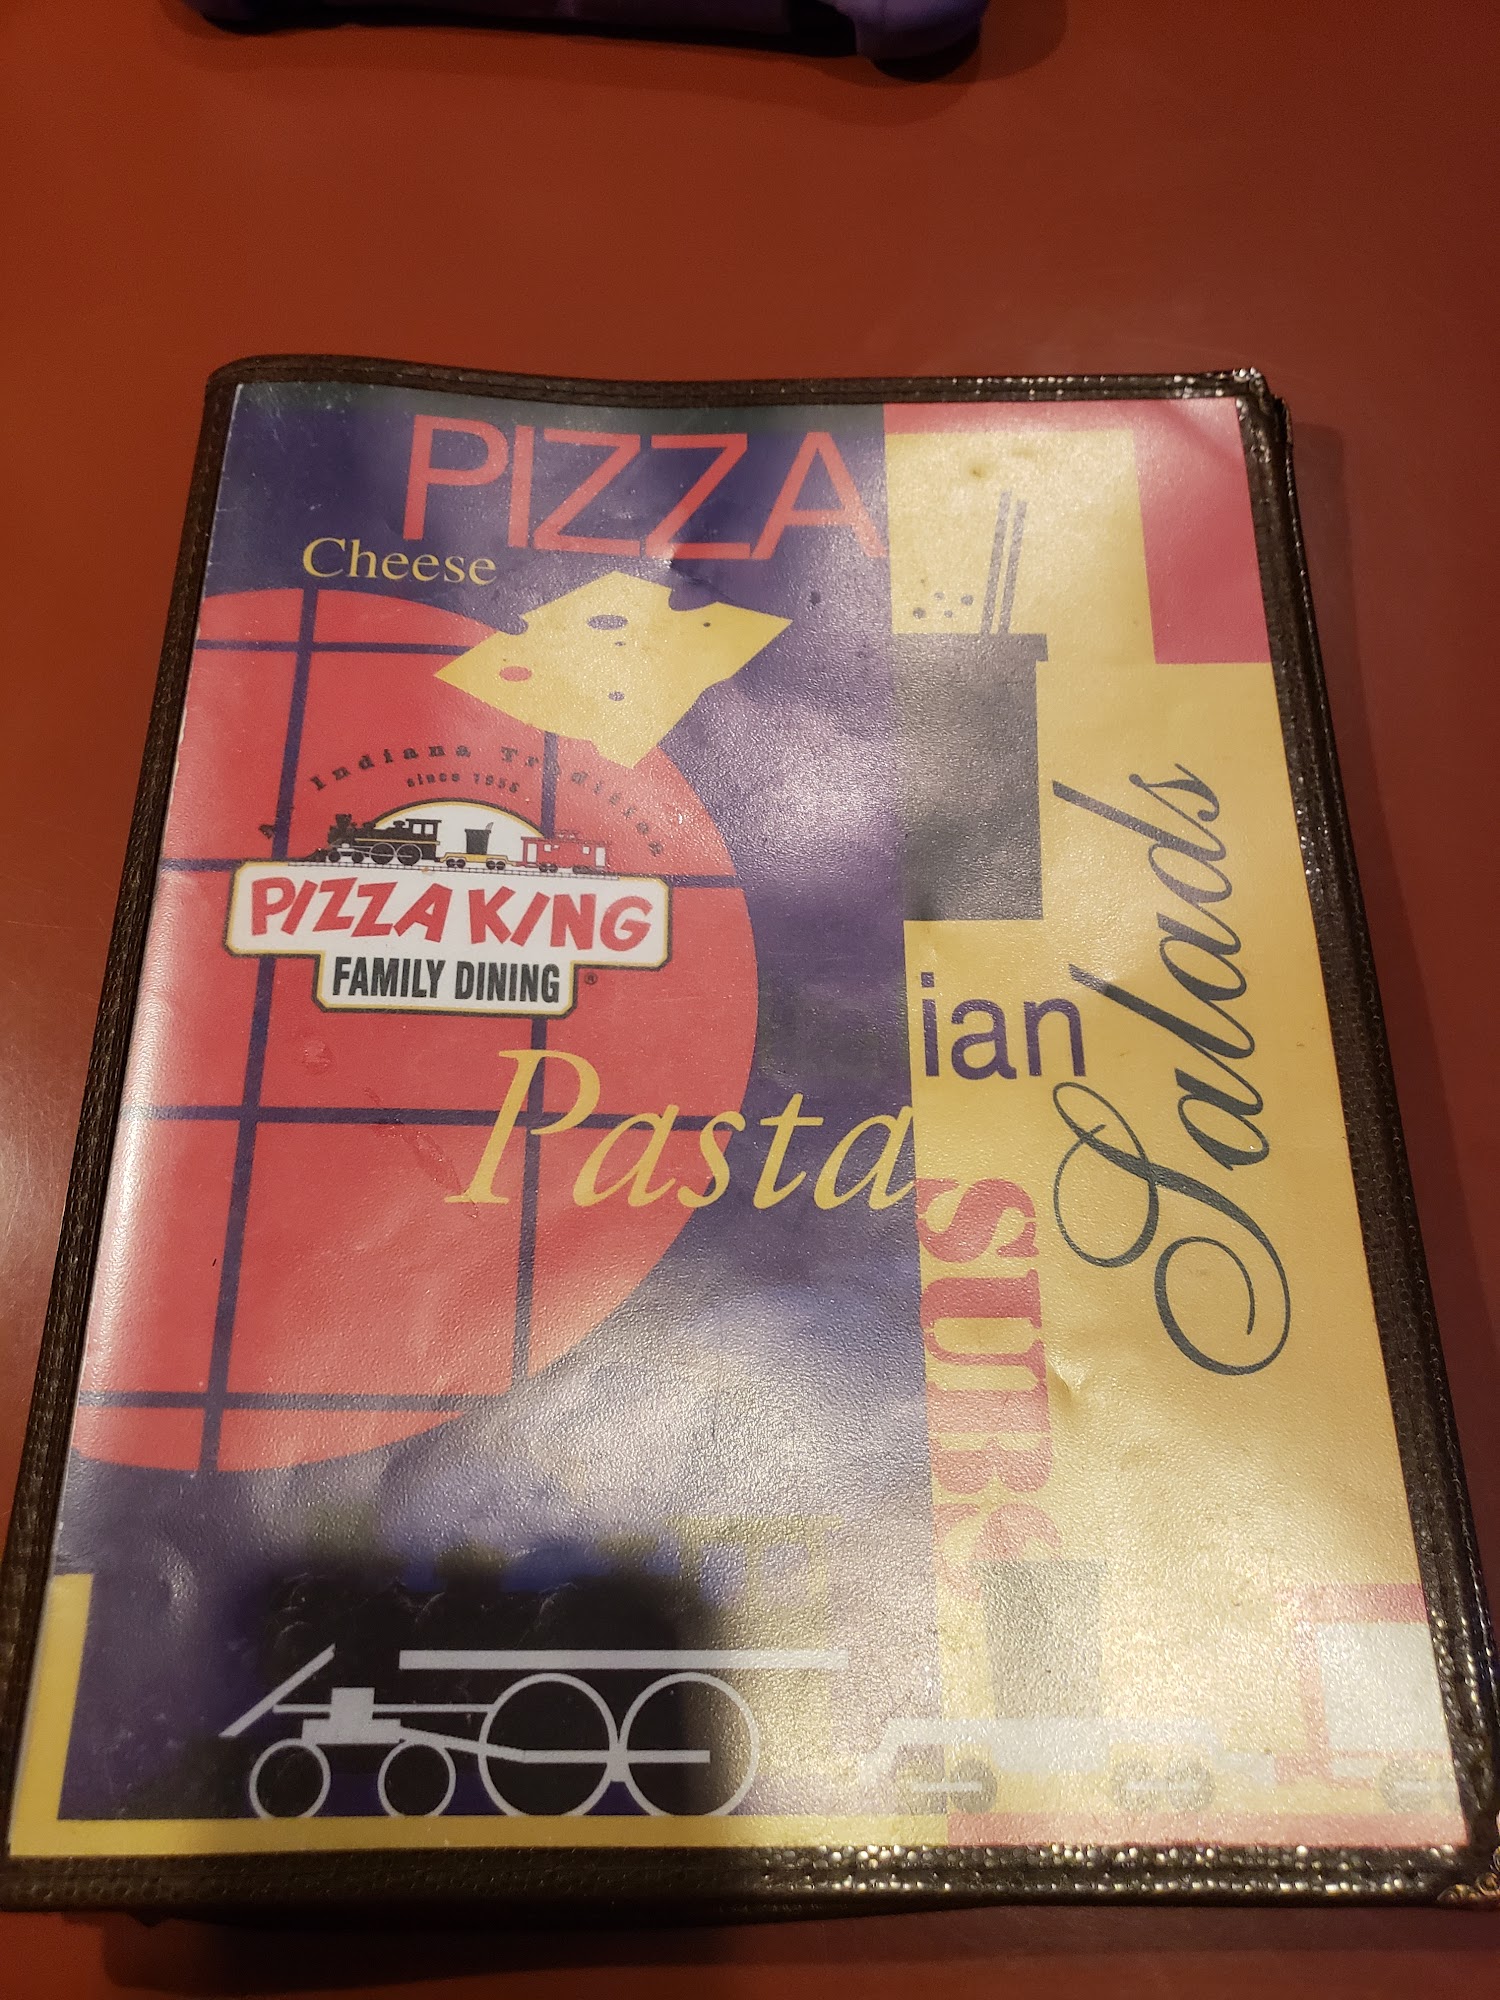 PIZZA
Cheese
A Indiana Tradition
since 1956
PIZZA KING
FAMILY DINING
®
Pasta
ian
Salads
SUBS